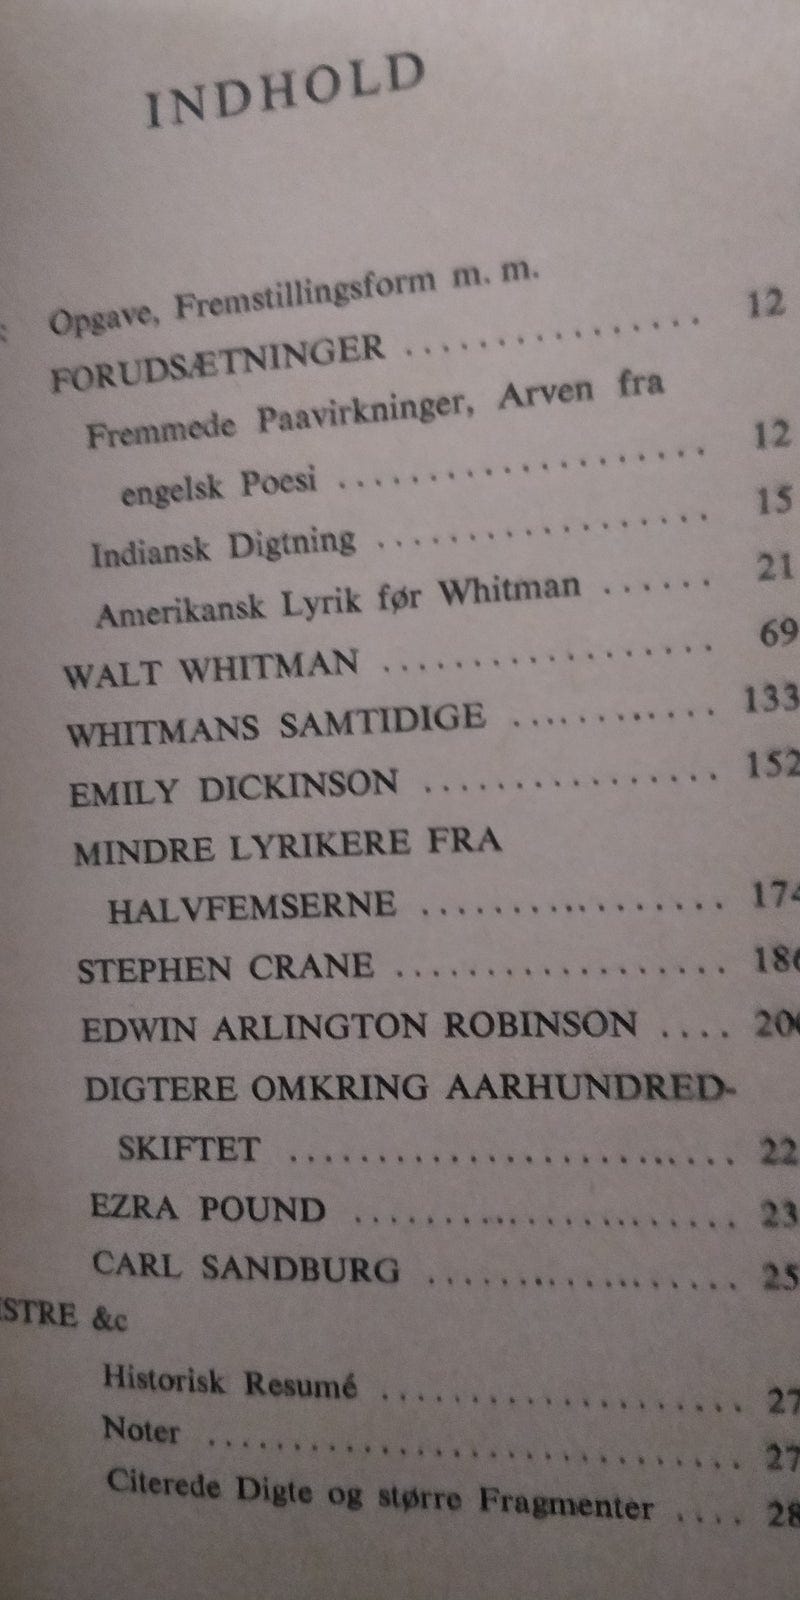 INDHOLD
Opgave, Fremstillingsform m. m.
FORUDSÆTNINGER ................ 12
Fremmede Paavirkninger, Arven fra
engelsk Poesi .................... 12
Indiansk Digtning .................. 15
Amerikansk Lyrik før Whitman ...... 21
WALT WHITMAN .................. 69
WHITMANS SAMTIDIGE ............ 133
EMILY DICKINSON ................ 152
MINDRE LYRIKERE FRA
HALVFEMSERNE .................. 174
STEPHEN CRANE ..................
EDWIN ARLINGTON ROBINSON ....
DIGTERE OMKRING AARHUNDRED-
SKIFTET ........................
EZRA POUND ......................
CARL SANDBURG ..................
&c
Historisk Resumé ....................
Noter ..............................
Citerede Digte og større Fragmenter ....